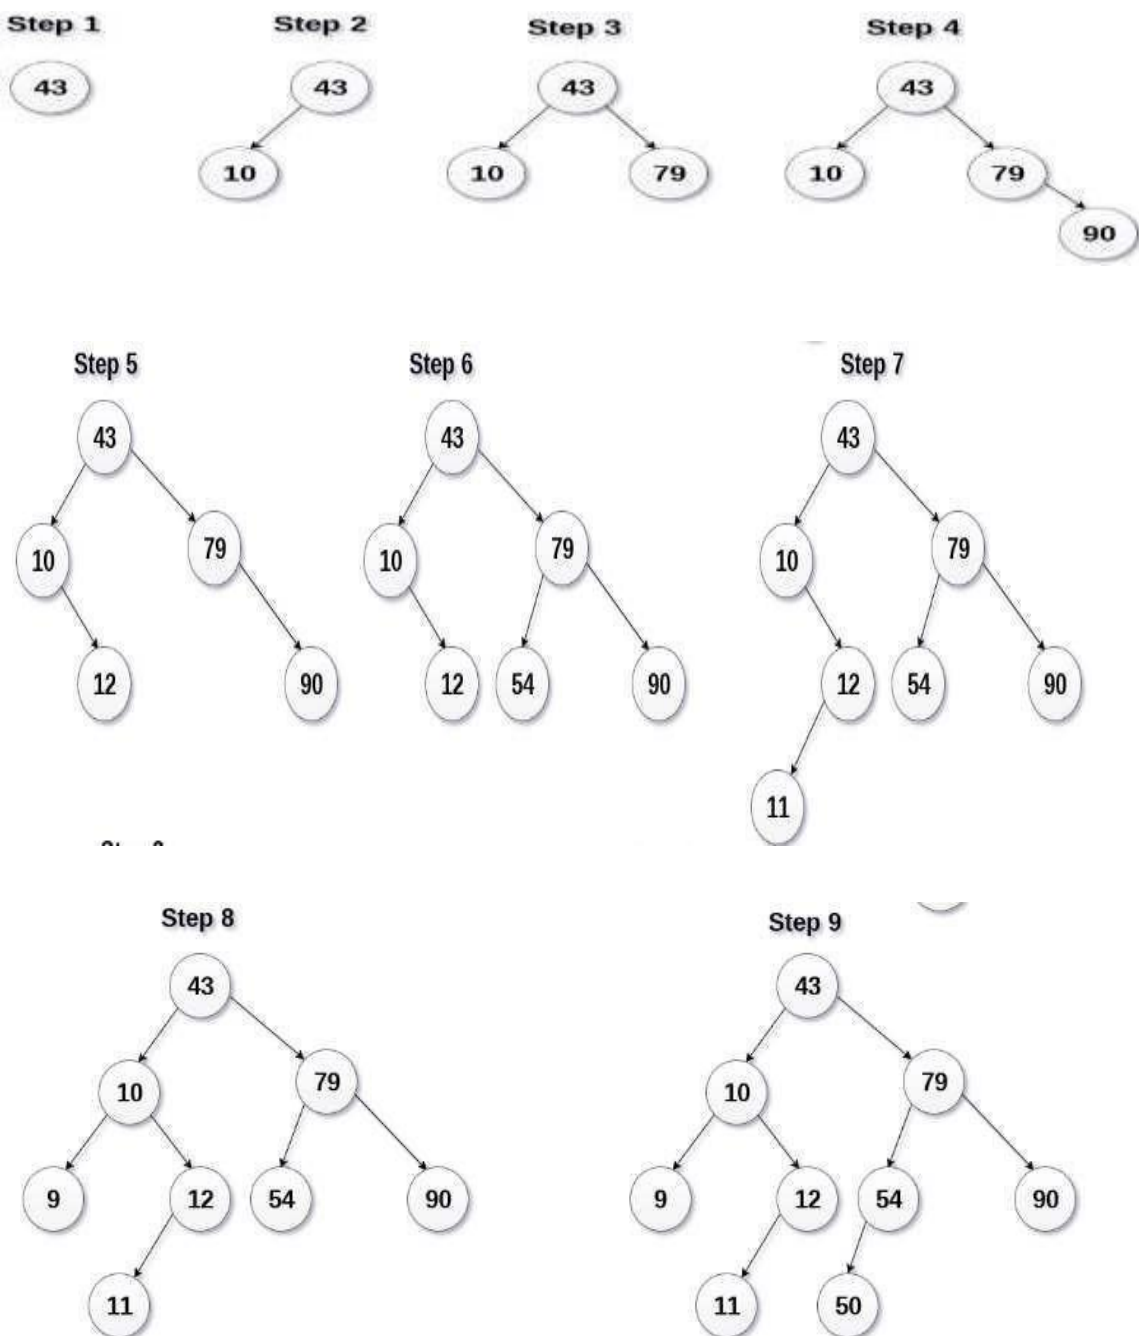 Step 1 Step 2 Step 3 Step 4
43 43 43 43
10 10 79 10 79
90
Step 5 Step 6 Step 7
43 43 43
10 79 10 79 10 79
12 90 12 54 90 12 54 90
11
Step 8 Step 9
43 43
10 79 10 79
9 12 54 90 9 12 54 90
11 11 50